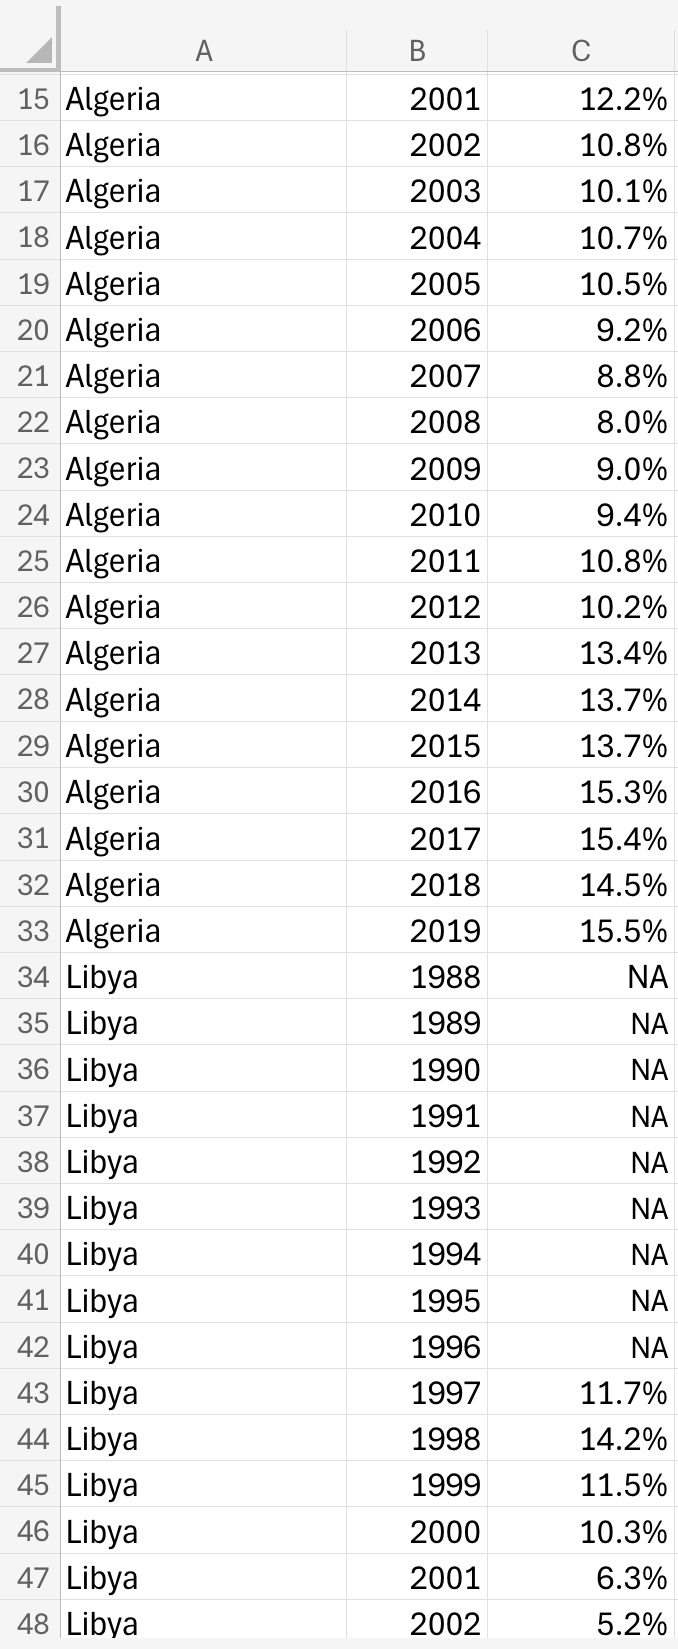 A B C
15 Algeria 2001 12.2%
16 Algeria 2002 10.8%
17 Algeria 2003 10.1%
18 Algeria 2004 10.7%
19 Algeria 2005 10.5%
20 Algeria 2006 9.2%
21 Algeria 2007 8.8%
22 Algeria 2008 8.0%
23 Algeria 2009 9.0%
24 Algeria 2010 9.4%
25 Algeria 2011 10.8%
26 Algeria 2012 10.2%
27 Algeria 2013 13.4%
28 Algeria 2014 13.7%
29 Algeria 2015 13.7%
30 Algeria 2016 15.3%
31 Algeria 2017 15.4%
32 Algeria 2018 14.5%
33 Algeria 2019 15.5%
34 Libya 1988 NA
35 Libya 1989 NA
36 Libya 1990 NA
37 Libya 1991 NA
38 Libya 1992 NA
39 Libya 1993 NA
40 Libya 1994 NA
41 Libya 1995 NA
42 Libya 1996 NA
43 Libya 1997 11.7%
44 Libya 1998 14.2%
45 Libya 1999 11.5%
46 Libya 2000 10.3%
47 Libya 2001 6.3%
48 Libya 2002 5.2%